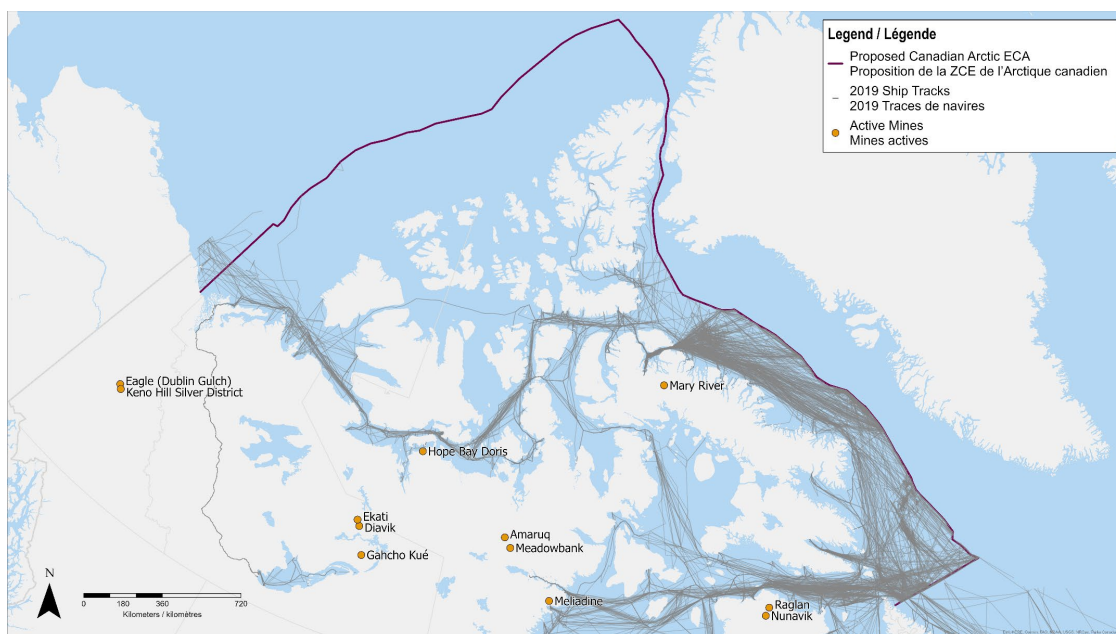 Legend / Légende
Proposed Canadian Arctic ECA
Proposition de la ZCE de l'Arctique canadien
2019 Ship Tracks
2019 Traces de navires
Active Mines
Mines actives
Eagle (Dublin Gulch)
Keno Hill Silver District
Mary River
Hope Bay Doris
Ekati
Diavik
Gahcho Kué
Amaruq
Meadowbank
Meliadine
Raglan
Nunavik
N
0 180 360 720
Kilometers / kilomètres